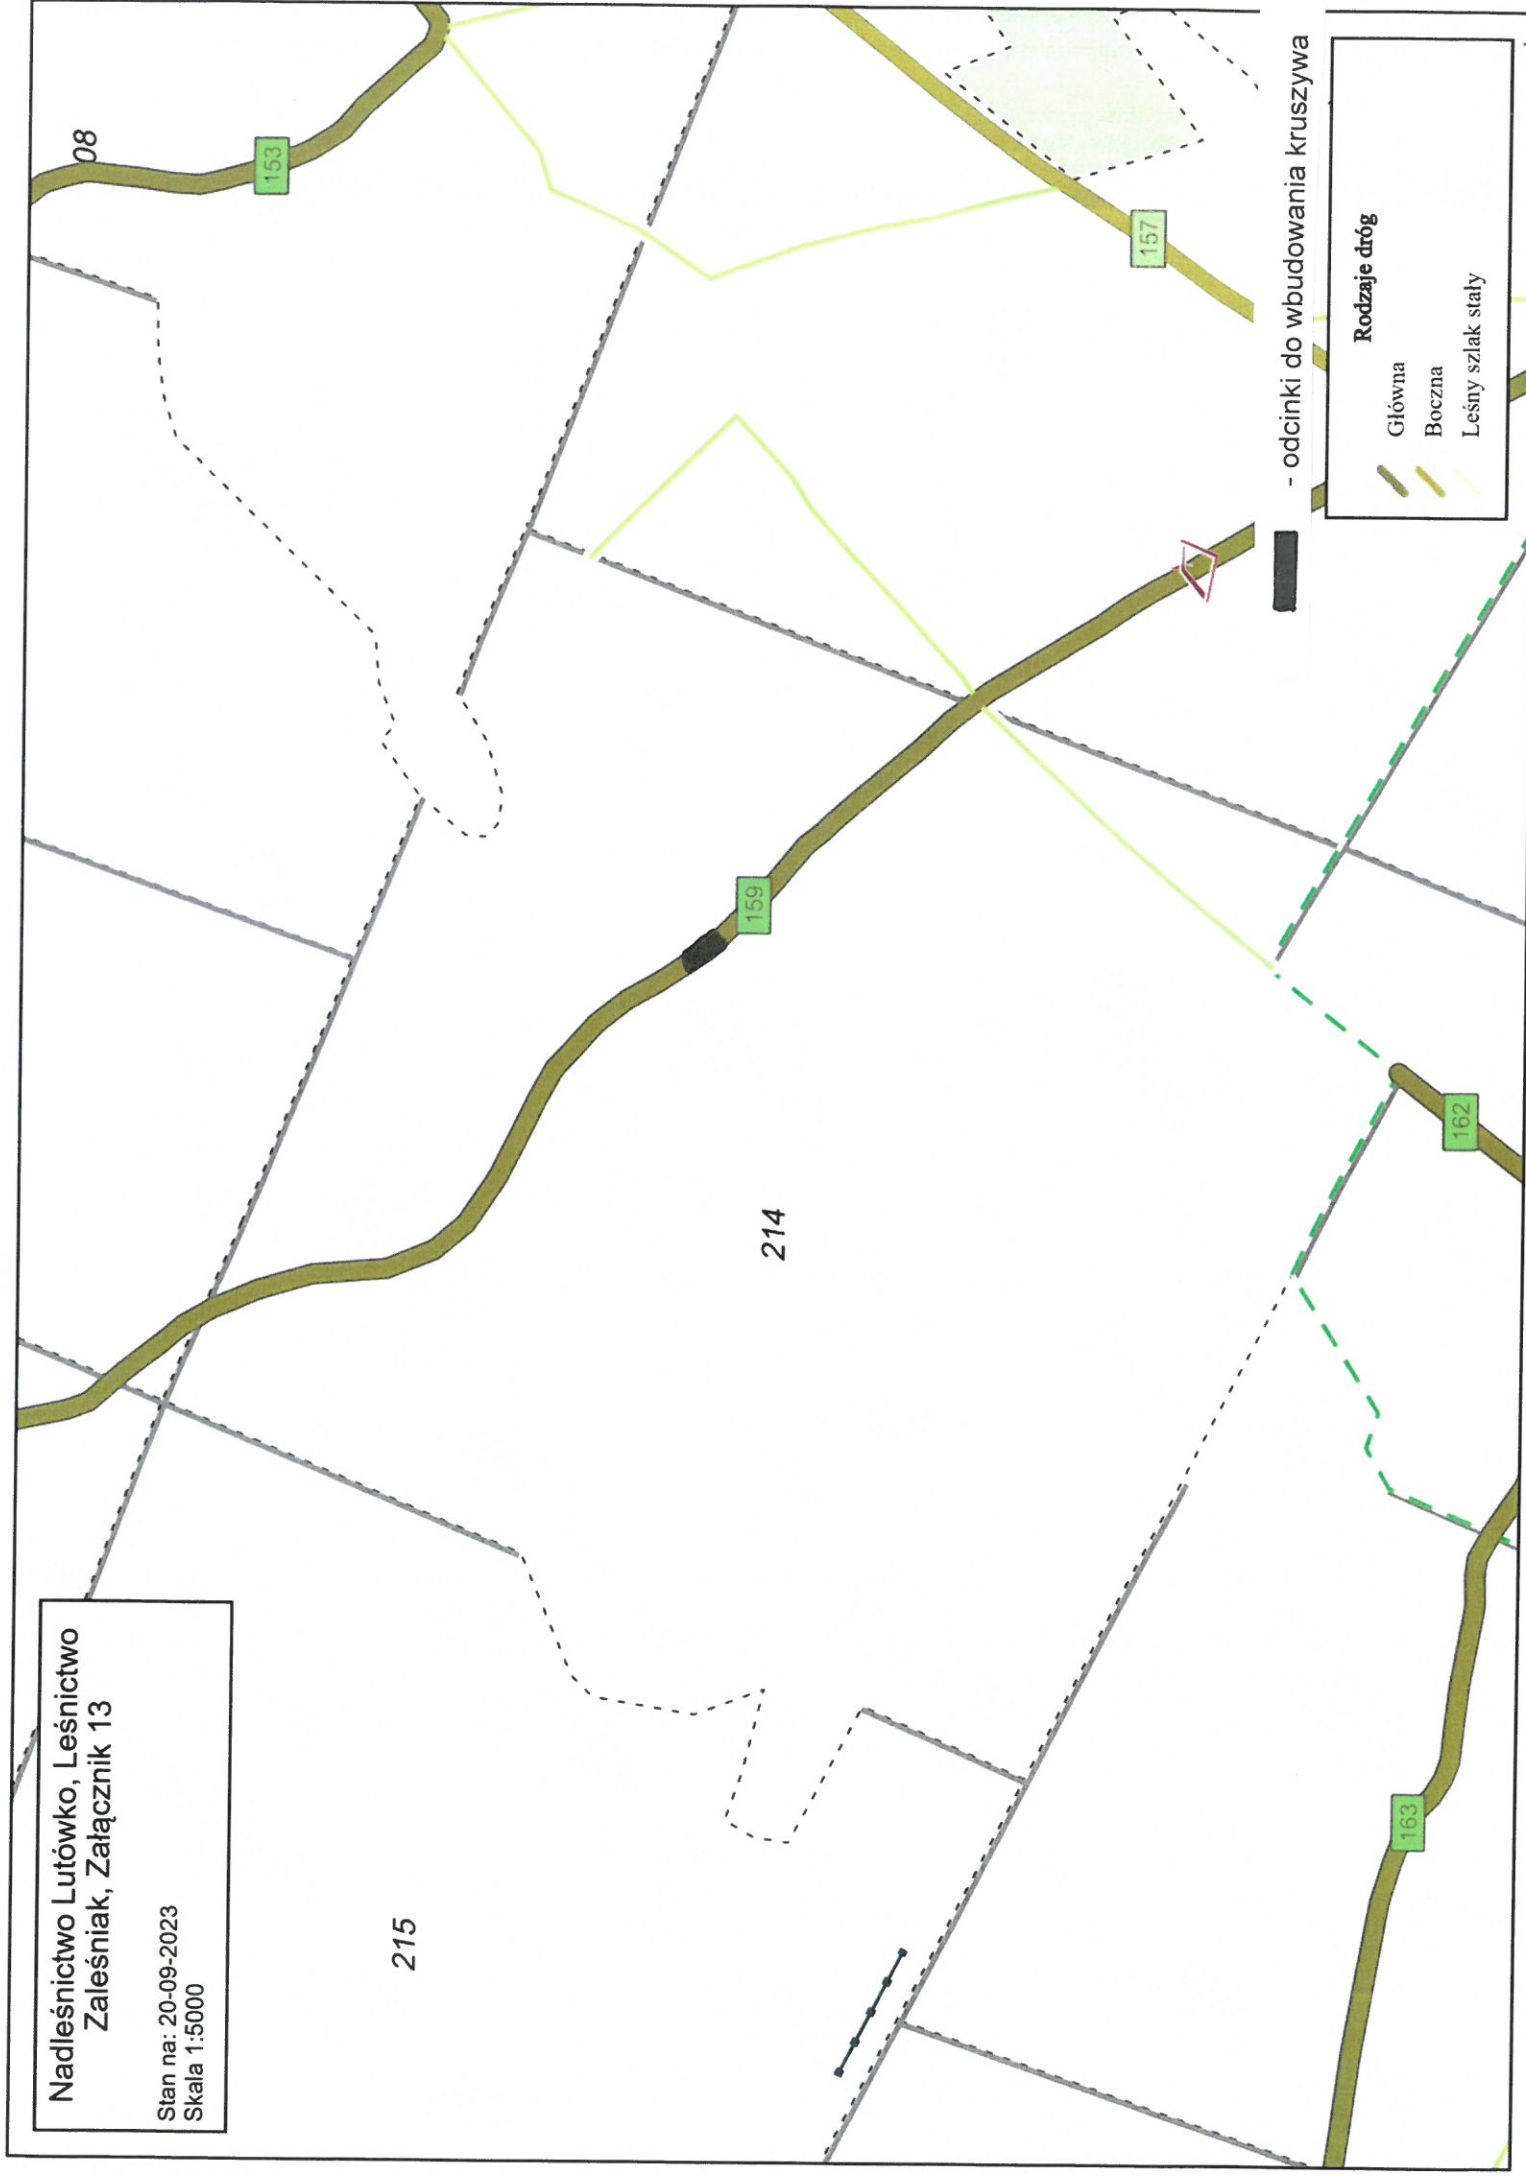 Nadleśnictwo Lutówko, Leśnictwo
Zaleśniak, Załącznik 13
Stan na: 20-09-2023
Skala 1:5000
08
153
215
214
159
157
163
162
- odcinki do wbudowania kruszywa
Rodzaje dróg
Główna
Boczna
Leśny szlak stały